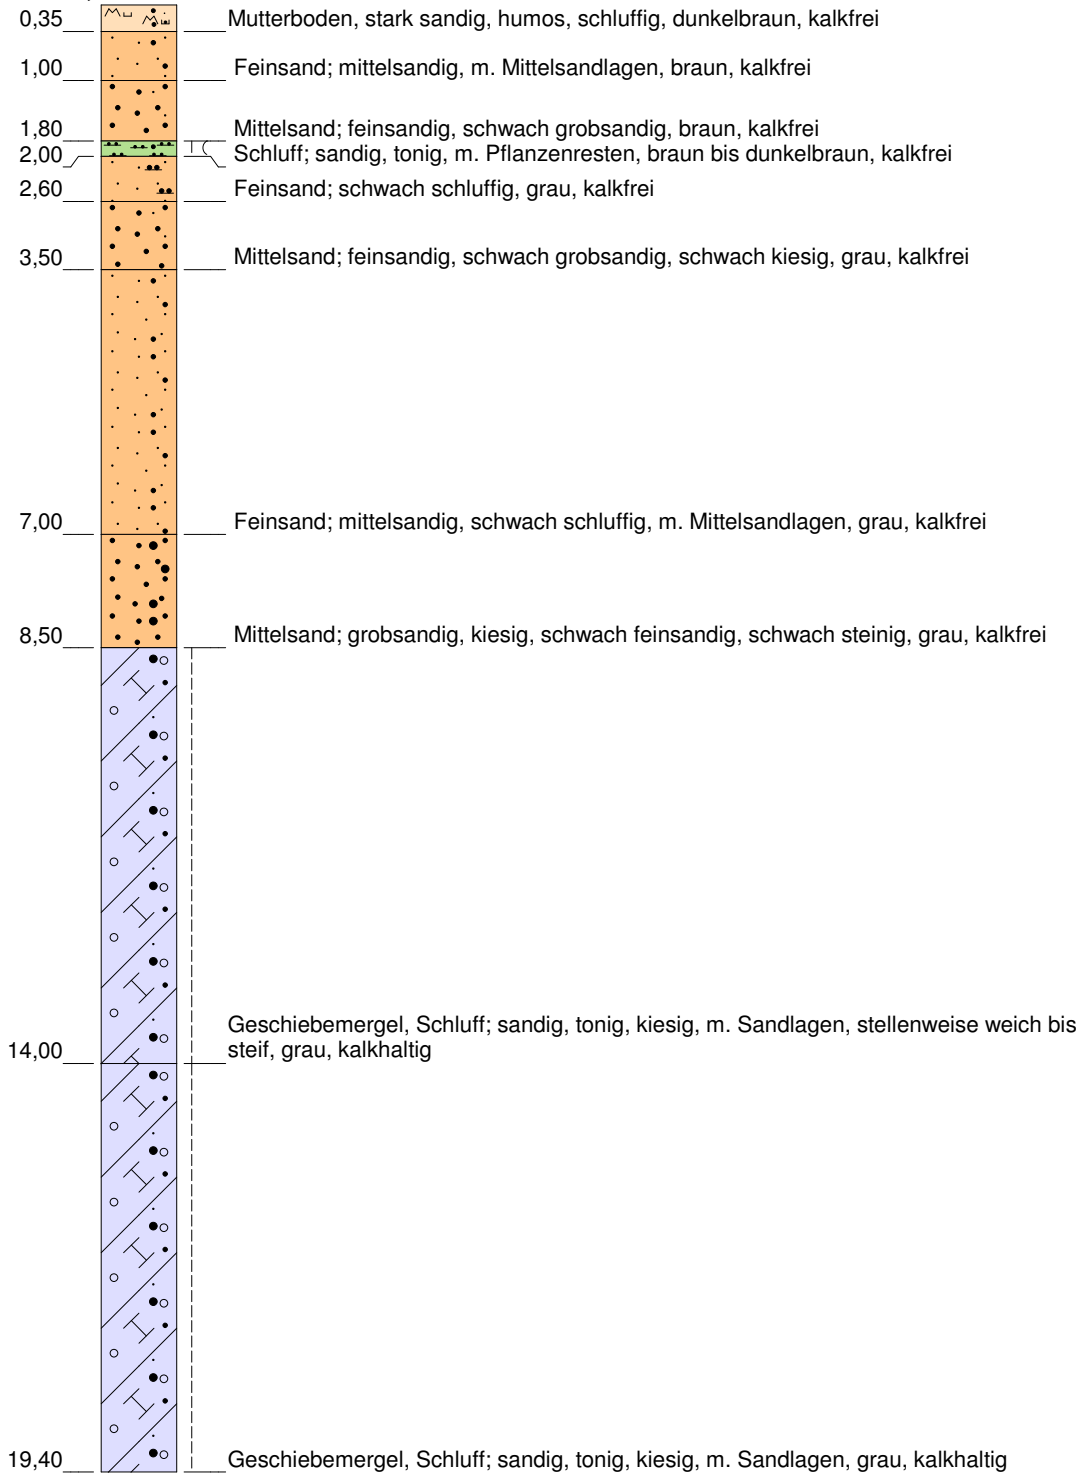 0,35 Mutterboden, stark sandig, humos, schluffig, dunkelbraun, kalkfrei
1,00 Feinsand; mittelsandig, m. Mittelsandlagen, braun, kalkfrei
1,80 Mittelsand; feinsandig, schwach grobsandig, braun, kalkfrei
2,00 Schluff; sandig, tonig, m. Pflanzenresten, braun bis dunkelbraun, kalkfrei
2,60 Feinsand; schwach schluffig, grau, kalkfrei
3,50 Mittelsand; feinsandig, schwach grobsandig, schwach kiesig, grau, kalkfrei
7,00 Feinsand; mittelsandig, schwach schluffig, m. Mittelsandlagen, grau, kalkfrei
8,50 Mittelsand; grobsandig, kiesig, schwach feinsandig, schwach steinig, grau, kalkfrei
Geschiebemergel, Schluff; sandig, tonig, kiesig, m. Sandlagen, stellenweise weich bis
14,00 steif, grau, kalkhaltig
19,40 Geschiebemergel, Schluff; sandig, tonig, kiesig, m. Sandlagen, grau, kalkhaltig